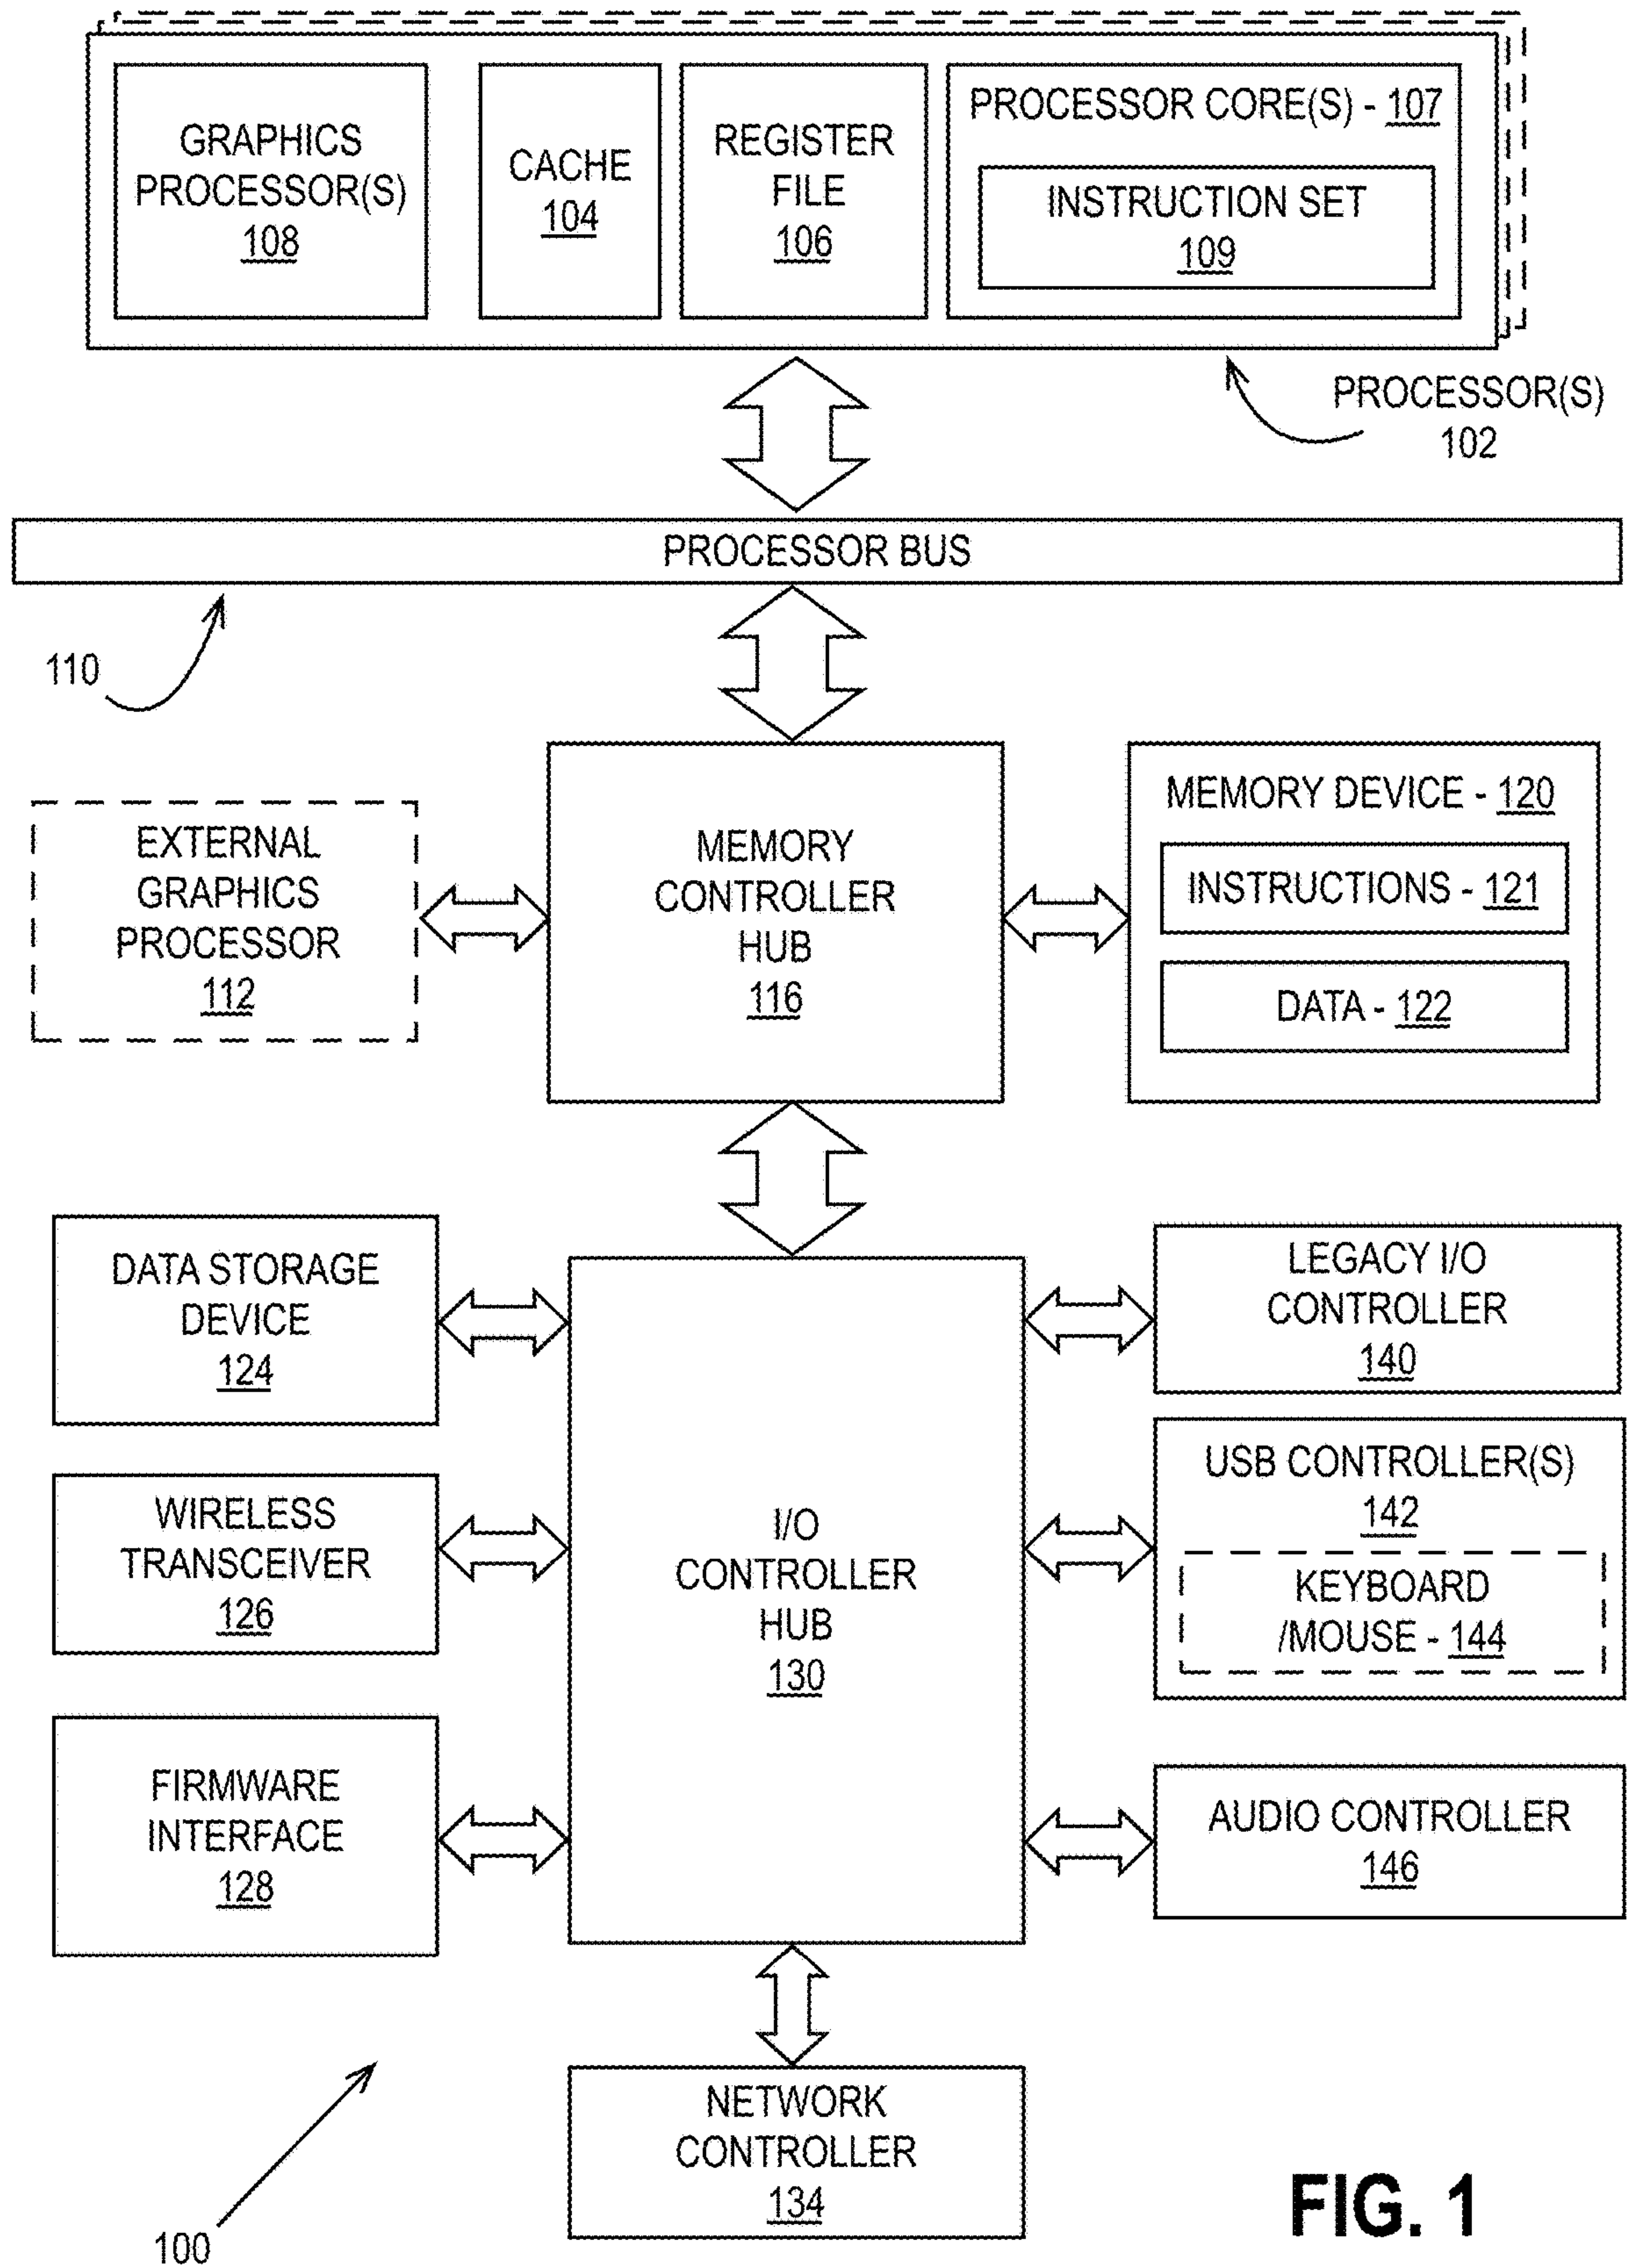 GRAPHICS
PROCESSOR(S)
108
CACHE
104
REGISTER
FILE
106
PROCESSOR CORE(S) - 107
INSTRUCTION SET
109
PROCESSOR(S)
102
PROCESSOR BUS
110
EXTERNAL
GRAPHICS
PROCESSOR
112
MEMORY
CONTROLLER
HUB
116
MEMORY DEVICE - 120
INSTRUCTIONS - 121
DATA - 122
DATA STORAGE
DEVICE
124
WIRELESS
TRANSCEIVER
126
FIRMWARE
INTERFACE
128
I/O
CONTROLLER
HUB
130
LEGACY I/O
CONTROLLER
140
USB CONTROLLER(S)
142
KEYBOARD
/MOUSE - 144
AUDIO CONTROLLER
146
NETWORK
CONTROLLER
134
100
FIG. 1